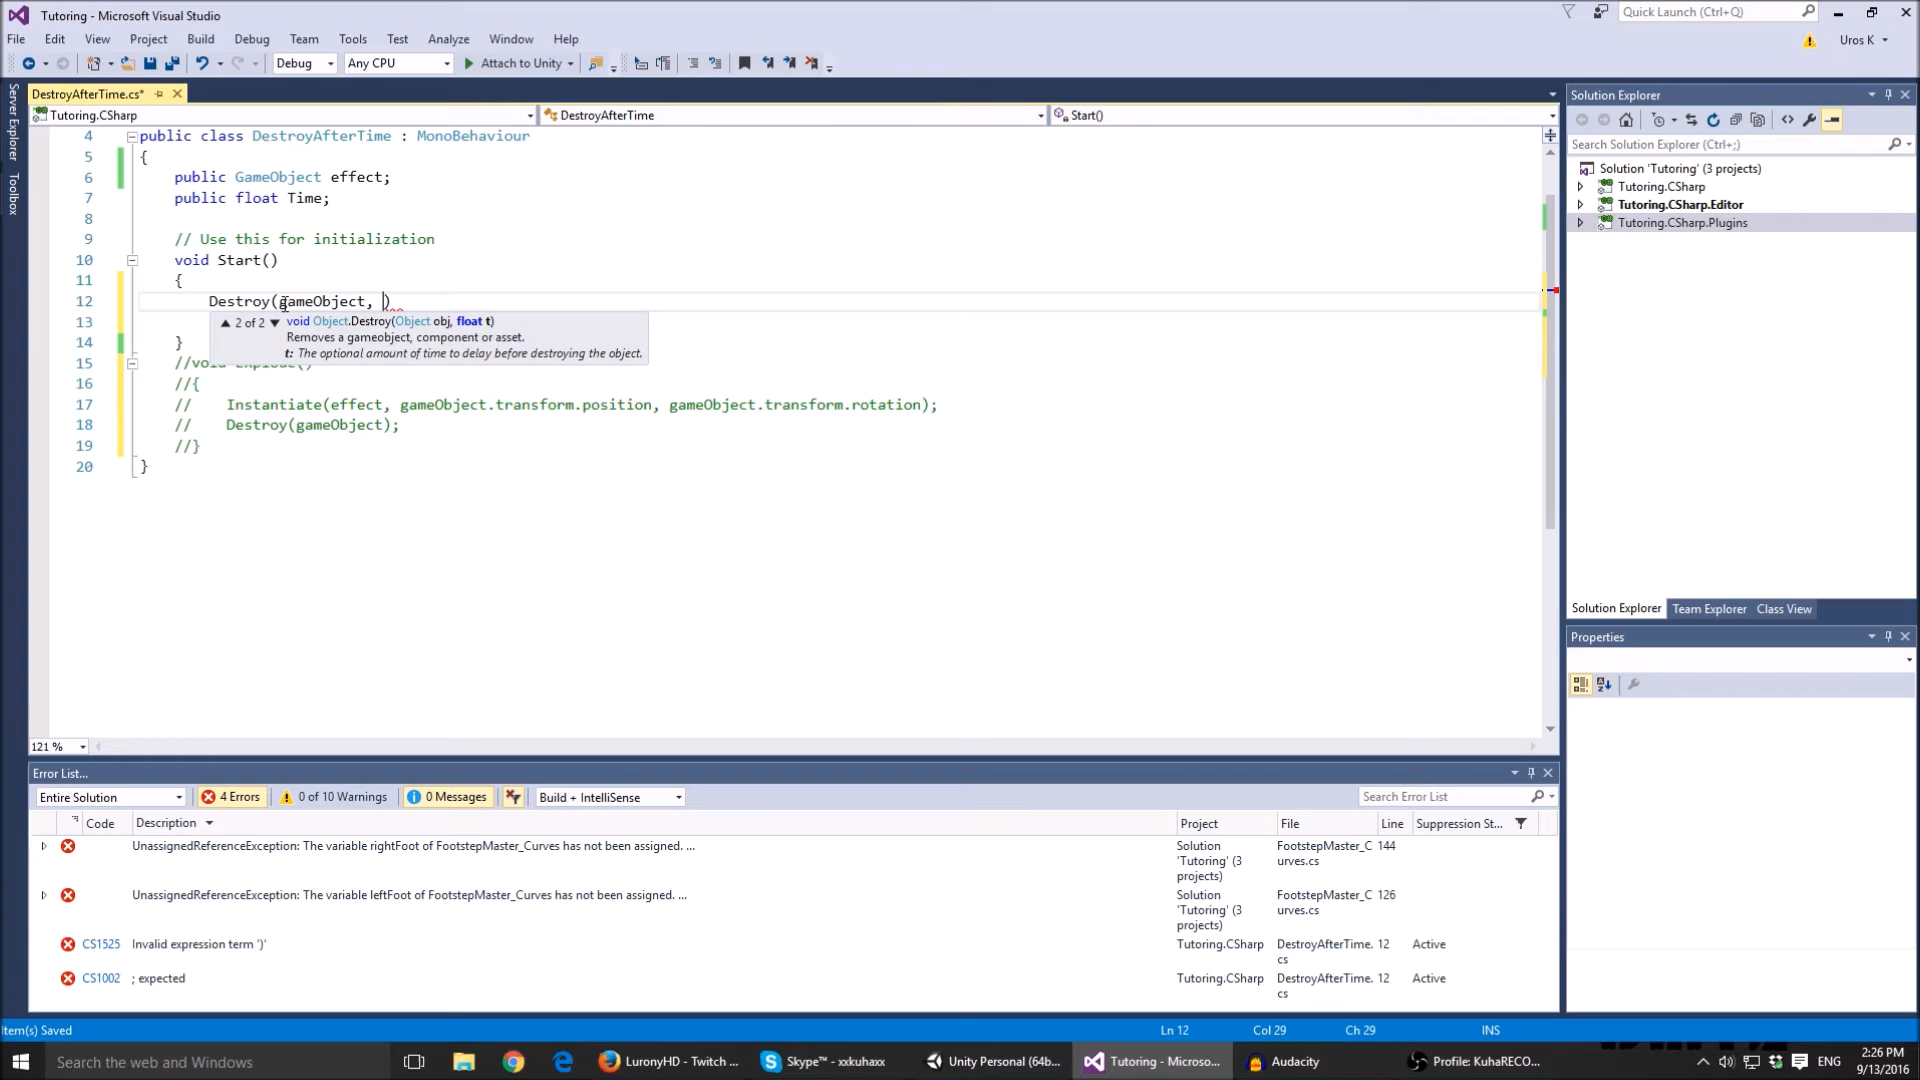 Tutoring - Microsoft Visual Studio
Quick Launch (Ctrl+Q)
File Edit View Project Build Debug Team Tools Test Analyze Window Help
Uros K
Debug Any CPU Attach to Unity
DestroyAfterTime.cs*
Tutoring.CSharp DestroyAfterTime Start()
Server Explorer
Toolbox
4 public class DestroyAfterTime : MonoBehaviour
5 {
6 public GameObject effect;
7 public float Time;
8
9 // Use this for initialization
10 void Start()
11 {
12 Destroy(gameObject, )
13
2 of 2 void Object.Destroy(Object obj, float t)
Removes a gameobject, component or asset.
t: The optional amount of time to delay before destroying the object.
14 }
15 //void Explode()
16 //{
17 // Instantiate(effect, gameObject.transform.position, gameObject.transform.rotation);
18 // Destroy(gameObject);
19 //}
20 }
121 %
Solution Explorer
Search Solution Explorer (Ctrl+;)
Solution 'Tutoring' (3 projects)
Tutoring.CSharp
Tutoring.CSharp.Editor
Tutoring.CSharp.Plugins
Solution Explorer Team Explorer Class View
Properties
Error List...
Entire Solution 4 Errors 0 of 10 Warnings 0 Messages Build + IntelliSense Search Error List
Code Description Project File Line Suppression St...
UnassignedReferenceException: The variable rightFoot of FootstepMaster_Curves has not been assigned. ... Solution 'Tutoring' (3 projects) FootstepMaster_Curves.cs 144
UnassignedReferenceException: The variable leftFoot of FootstepMaster_Curves has not been assigned. ... Solution 'Tutoring' (3 projects) FootstepMaster_Curves.cs 126
CS1525 Invalid expression term ')' Tutoring.CSharp DestroyAfterTime.cs 12 Active
CS1002 ; expected Tutoring.CSharp DestroyAfterTime.cs 12 Active
Item(s) Saved Ln 12 Col 29 Ch 29 INS
Search the web and Windows
LuronyHD - Twitch ...
Skype™ - xxkuhaxx
Unity Personal (64b...
Tutoring - Microso...
Audacity
Profile: KuhaRECO...
ENG
2:26 PM
9/13/2016